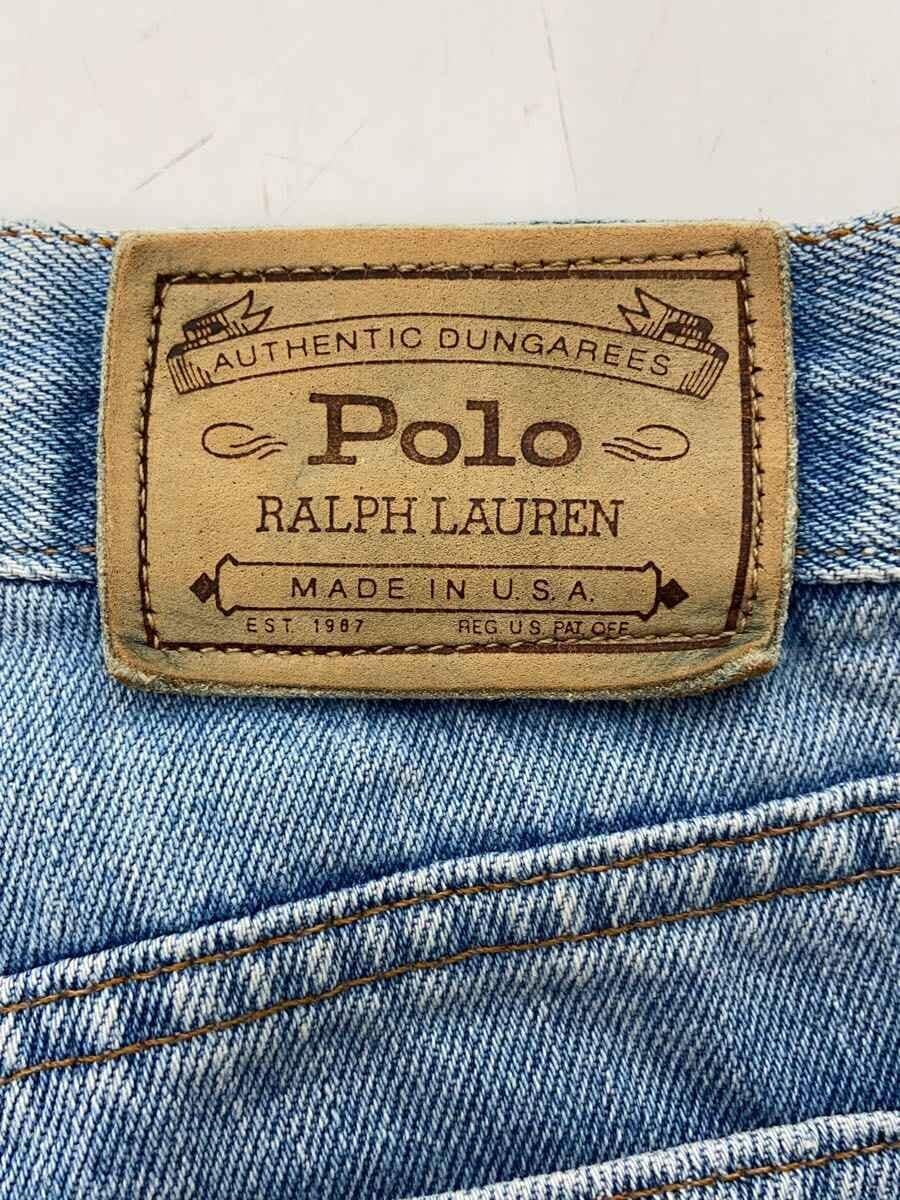 AUTHENTIC DUNGAREES
Polo
RALPH LAUREN
MADE IN U.S.A.
EST. 1967 REG. U.S. PAT. OFF.